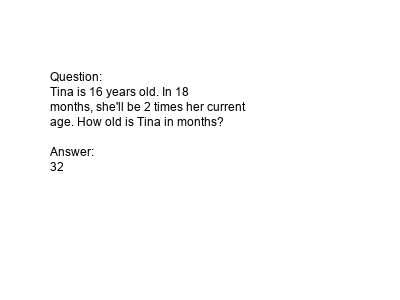 Question:
Tina is 16 years old. In 18
months, she'll be 2 times her current
age. How old is Tina in months?

Answer:
32